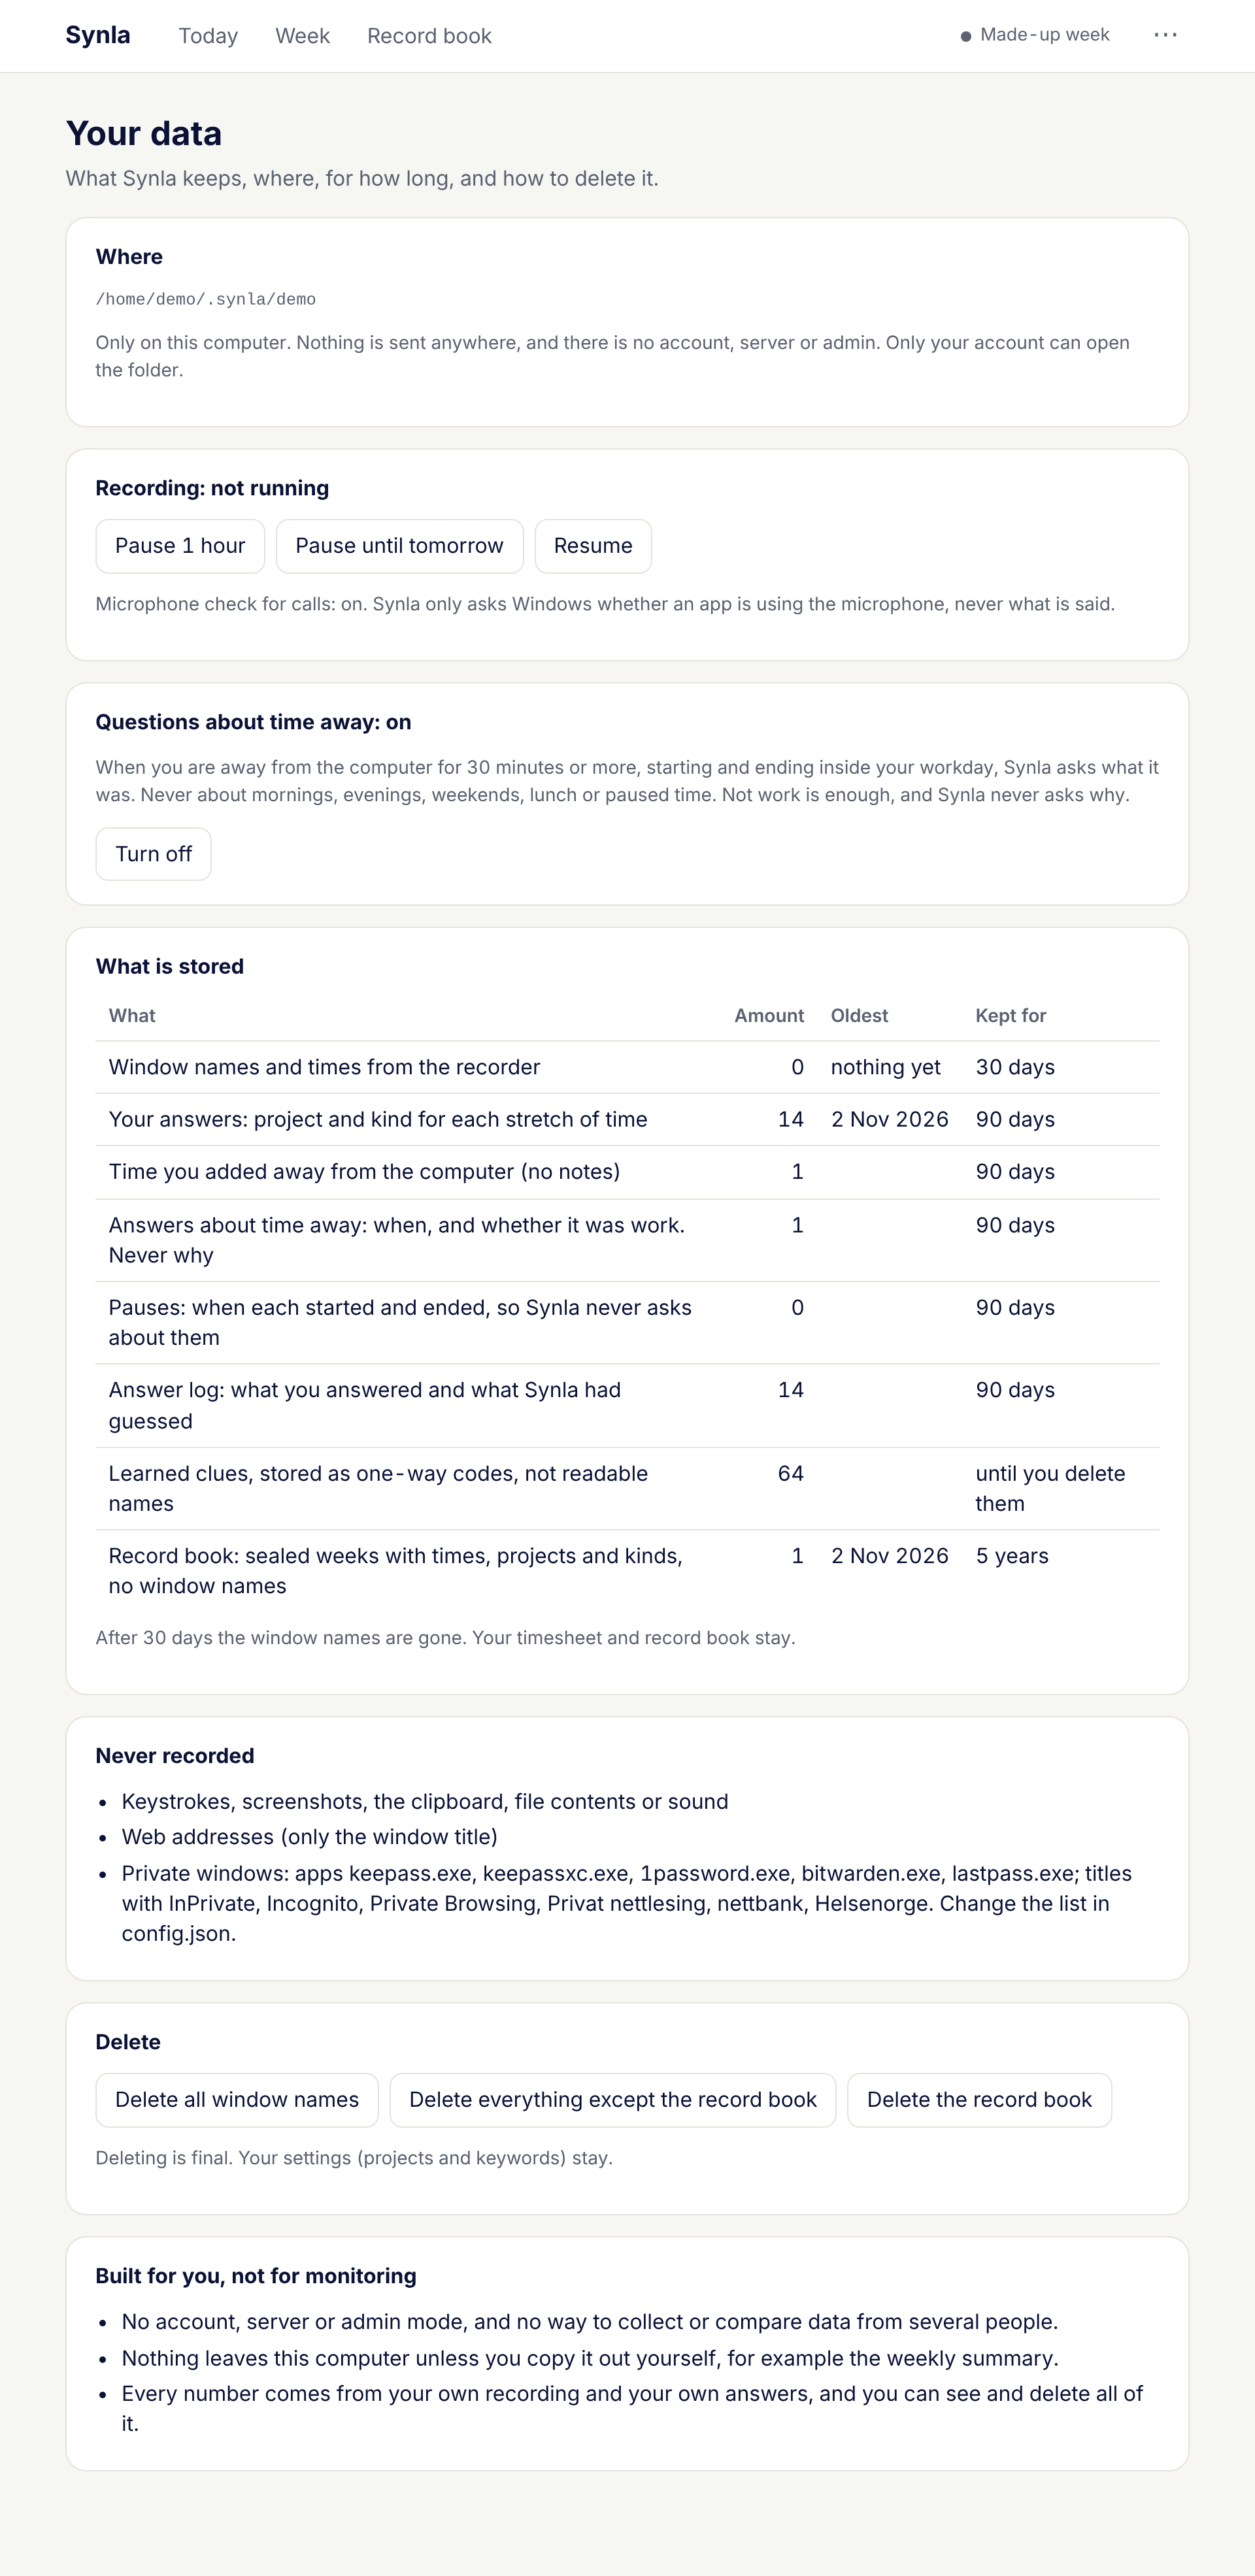 Synla Today Week Record book ● Made-up week ···
Your data
What Synla keeps, where, for how long, and how to delete it.
Where
/home/demo/.synla/demo
Only on this computer. Nothing is sent anywhere, and there is no account, server or admin. Only your account can open
the folder.
Recording: not running
Pause 1 hour Pause until tomorrow Resume
Microphone check for calls: on. Synla only asks Windows whether an app is using the microphone, never what is said.
Questions about time away: on
When you are away from the computer for 30 minutes or more, starting and ending inside your workday, Synla asks what it
was. Never about mornings, evenings, weekends, lunch or paused time. Not work is enough, and Synla never asks why.
Turn off
What is stored
What Amount Oldest Kept for
Window names and times from the recorder 0 nothing yet 30 days
Your answers: project and kind for each stretch of time 14 2 Nov 2026 90 days
Time you added away from the computer (no notes) 1 90 days
Answers about time away: when, and whether it was work. 1 90 days
Never why
Pauses: when each started and ended, so Synla never asks 0 90 days
about them
Answer log: what you answered and what Synla had 14 90 days
guessed
Learned clues, stored as one-way codes, not readable 64 until you delete
names them
Record book: sealed weeks with times, projects and kinds, 1 2 Nov 2026 5 years
no window names
After 30 days the window names are gone. Your timesheet and record book stay.
Never recorded
• Keystrokes, screenshots, the clipboard, file contents or sound
• Web addresses (only the window title)
• Private windows: apps keepass.exe, keepassxc.exe, 1password.exe, bitwarden.exe, lastpass.exe; titles
with InPrivate, Incognito, Private Browsing, Privat nettlesing, nettbank, Helsenorge. Change the list in
config.json.
Delete
Delete all window names Delete everything except the record book Delete the record book
Deleting is final. Your settings (projects and keywords) stay.
Built for you, not for monitoring
• No account, server or admin mode, and no way to collect or compare data from several people.
• Nothing leaves this computer unless you copy it out yourself, for example the weekly summary.
• Every number comes from your own recording and your own answers, and you can see and delete all of
it.